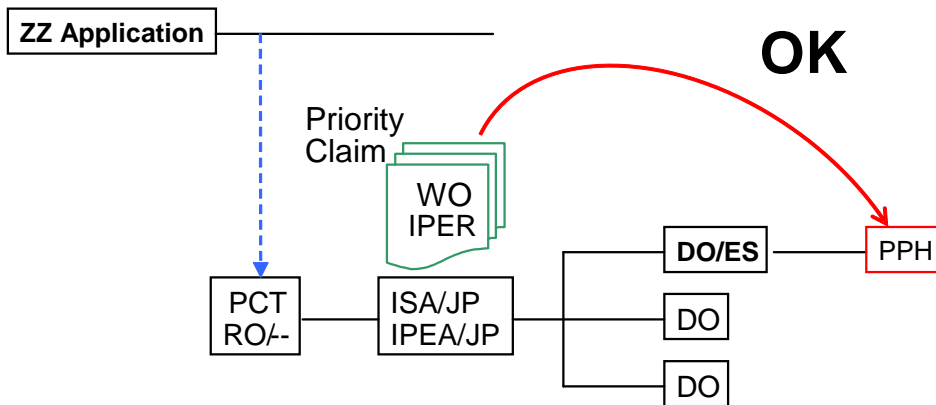 ZZ Application
OK
Priority
Claim
WO
IPER
DO/ES
PPH
PCT
RO/--
ISA/JP
IPEA/JP
DO
DO